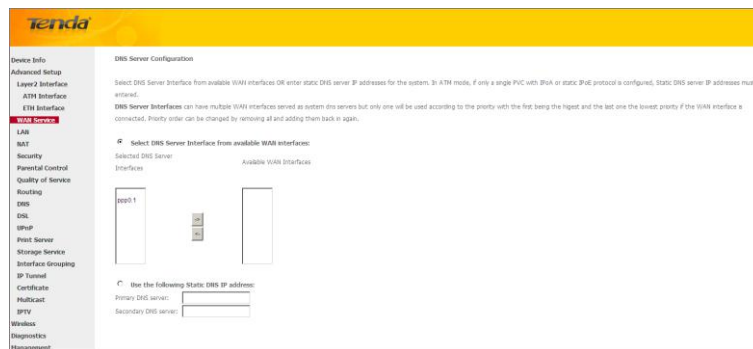 Tenda
Device Info
Advanced Setup
Layer2 Interface
ATM Interface
ETH Interface
WAN Service
LAN
NAT
Security
Parental Control
Quality of Service
Routing
DNS
DSL
UPnP
Print Server
Storage Service
Interface Grouping
IP Tunnel
Certificate
Multicast
IPTV
Wireless
Diagnostics
Management
DNS Server Configuration
Select DNS Server Interface from available WAN interfaces OR enter static DNS server IP addresses for the system. In ATM mode, if only a single PVC with IPoA or static IPoE protocol is configured, Static DNS server IP addresses mus
entered.
DNS Server Interfaces can have multiple WAN interfaces served as system dns servers but only one will be used according to the priority with the first being the higest and the last one the lowest priority if the WAN interface is
connected. Priority order can be changed by removing all and adding them back in again.
Select DNS Server Interface from available WAN interfaces:
Selected DNS Server
Interfaces
Available WAN Interfaces
ppp0.1
->
<-
Use the following Static DNS IP address:
Primary DNS server:
Secondary DNS server: